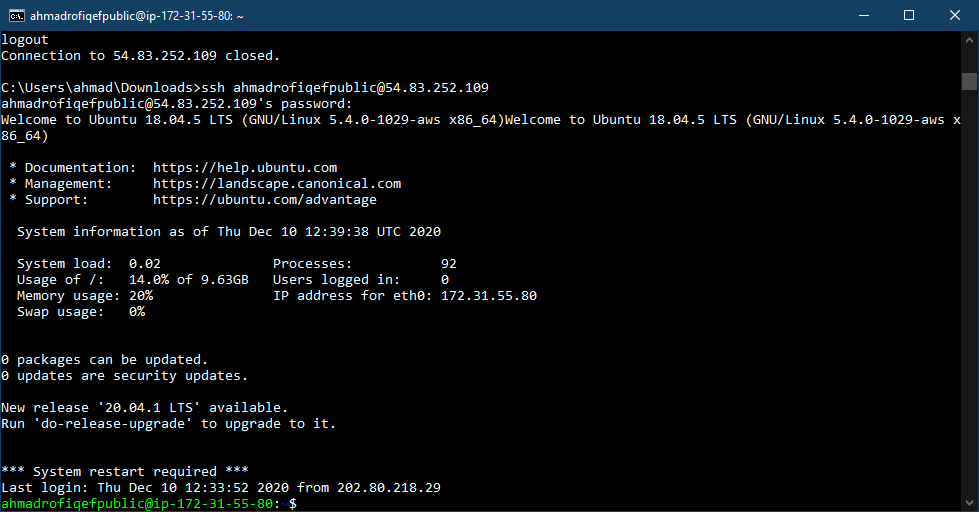 ahmadrofiqefpublic@ip-172-31-55-80: ~
logout
Connection to 54.83.252.109 closed.
C:\Users\ahmad\Downloads>ssh ahmadrofiqefpublic@54.83.252.109
ahmadrofiqefpublic@54.83.252.109's password:
Welcome to Ubuntu 18.04.5 LTS (GNU/Linux 5.4.0-1029-aws x86_64)Welcome to Ubuntu 18.04.5 LTS (GNU/Linux 5.4.0-1029-aws x
86_64)
* Documentation:  https://help.ubuntu.com
* Management:     https://landscape.canonical.com
* Support:        https://ubuntu.com/advantage
System information as of Thu Dec 10 12:39:38 UTC 2020
System load:  0.02              Processes:           92
Usage of /:   14.0% of 9.63GB   Users logged in:     0
Memory usage: 20%               IP address for eth0: 172.31.55.80
Swap usage:   0%
0 packages can be updated.
0 updates are security updates.
New release '20.04.1 LTS' available.
Run 'do-release-upgrade' to upgrade to it.
*** System restart required ***
Last login: Thu Dec 10 12:33:52 2020 from 202.80.218.29
ahmadrofiqefpublic@ip-172-31-55-80:~$